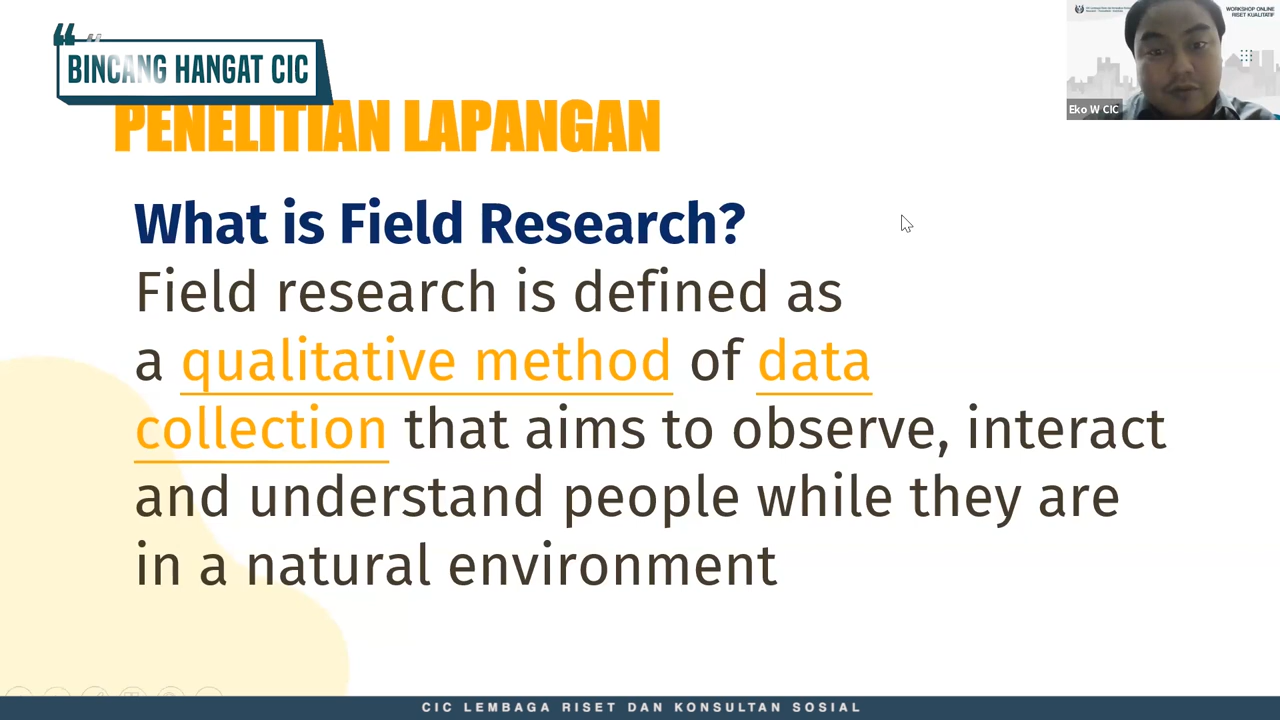 BINCANG HANGAT CIC
PENELITIAN LAPANGAN
What is Field Research?
Field research is defined as
a qualitative method of data
collection that aims to observe, interact
and understand people while they are
in a natural environment
WORKSHOP ONLINE
RISET KUALITATIF
Eko W CIC
CIC LEMBAGA RISET DAN KONSULTAN SOSIAL